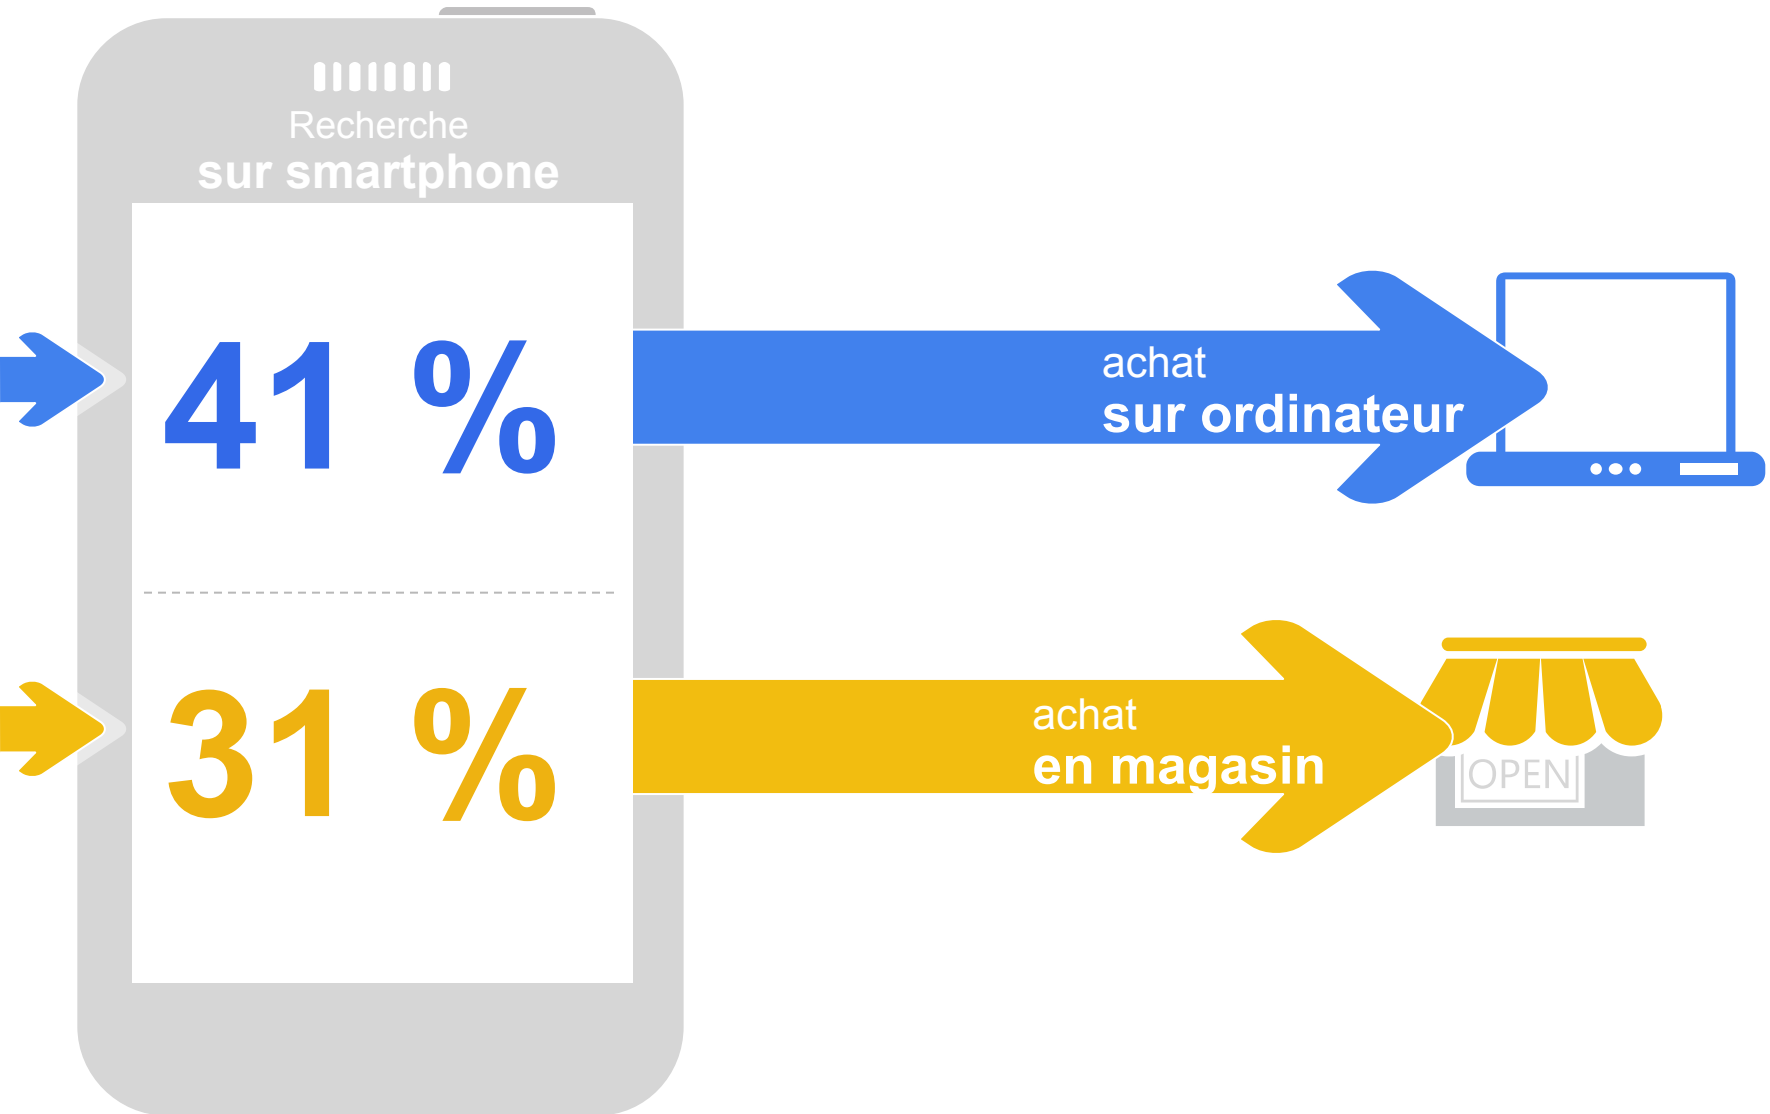 Recherche
sur smartphone
41 %
achat
sur ordinateur
31 %
achat
en magasin
OPEN